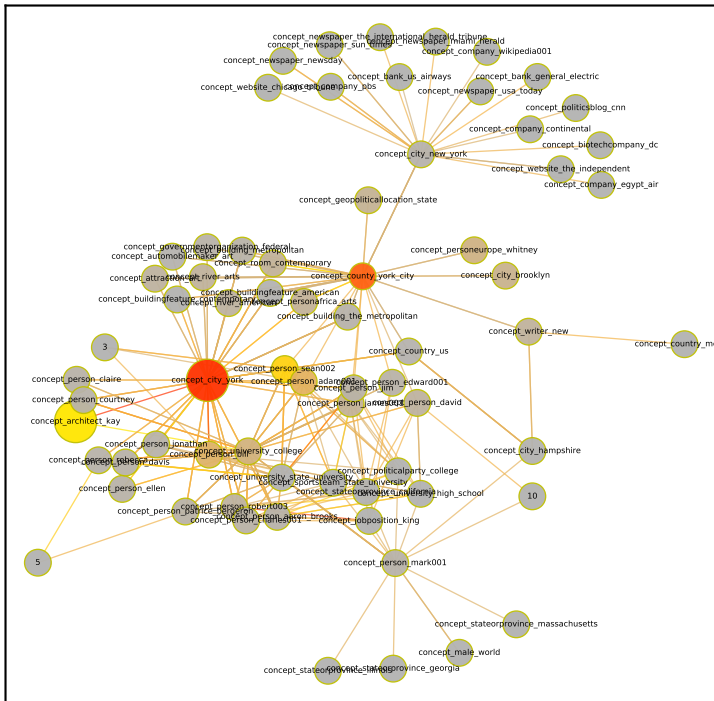 concept_newspaper_the_international_herald_tribune
concept_newspaper_miami_herald
concept_newspaper_sun_times
concept_company_wikipedia001
concept_newspaper_newsday
concept_bank_us_airways
concept_bank_general_electric
concept_website_chicago_tribune
concept_company_pbs
concept_newspaper_usa_today
concept_politicsblog_cnn
concept_company_continental
concept_biotechcompany_dc
concept_city_new_york
concept_website_the_independent
concept_company_egypt_air
concept_geopoliticallocation_state
concept_governmentorganization_federal
concept_building_metropolitan
concept_personeurope_whitney
concept_automobilemaker_art
concept_room_contemporary
concept_county_york_city
concept_city_brooklyn
concept_attraction_art
concept_river_arts
concept_buildingfeature_american
concept_buildingfeature_contemporary
concept_river_american
concept_personafrica_arts
concept_building_the_metropolitan
concept_writer_new
3
concept_country_us
concept_person_sean002
concept_person_claire
concept_city_york
concept_person_adam001
concept_person_edward001
concept_person_jim
concept_person_courtney
concept_person_james001
concept_person_david
concept_architect_kay
concept_person_jonathan
concept_university_college
concept_person_bill
concept_city_hampshire
concept_person_rebecca
concept_person_davis
concept_politicalparty_college
concept_university_state_university
concept_person_ellen
concept_sportsteam_state_university
concept_stateorprovince_california
concept_university_high_school
10
concept_person_robert003
concept_person_patrice_bergeron
concept_person_aaron_brooks
concept_person_charles001
concept_jobposition_king
5
concept_person_mark001
concept_stateorprovince_massachusetts
concept_male_world
concept_stateorprovince_illinois
concept_stateorprovince_georgia